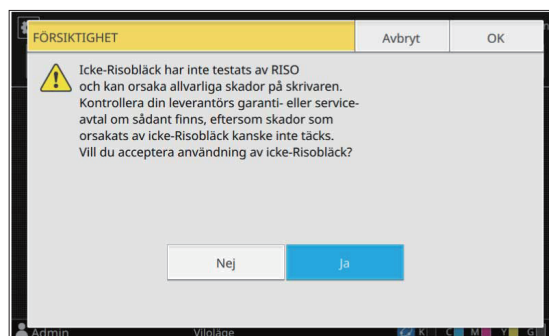 FÖRSIKTIGHET
Avbryt
OK
Icke-Risobläck har inte testats av RISO
och kan orsaka allvarliga skador på skrivaren.
Kontrollera din leverantörs garanti- eller service-
avtal om sådant finns, eftersom skador som
orsakats av icke-Risobläck kanske inte täcks.
Vill du acceptera användning av icke-Risobläck?
Nej
Ja
Admin
Viloläge
K C M Y G